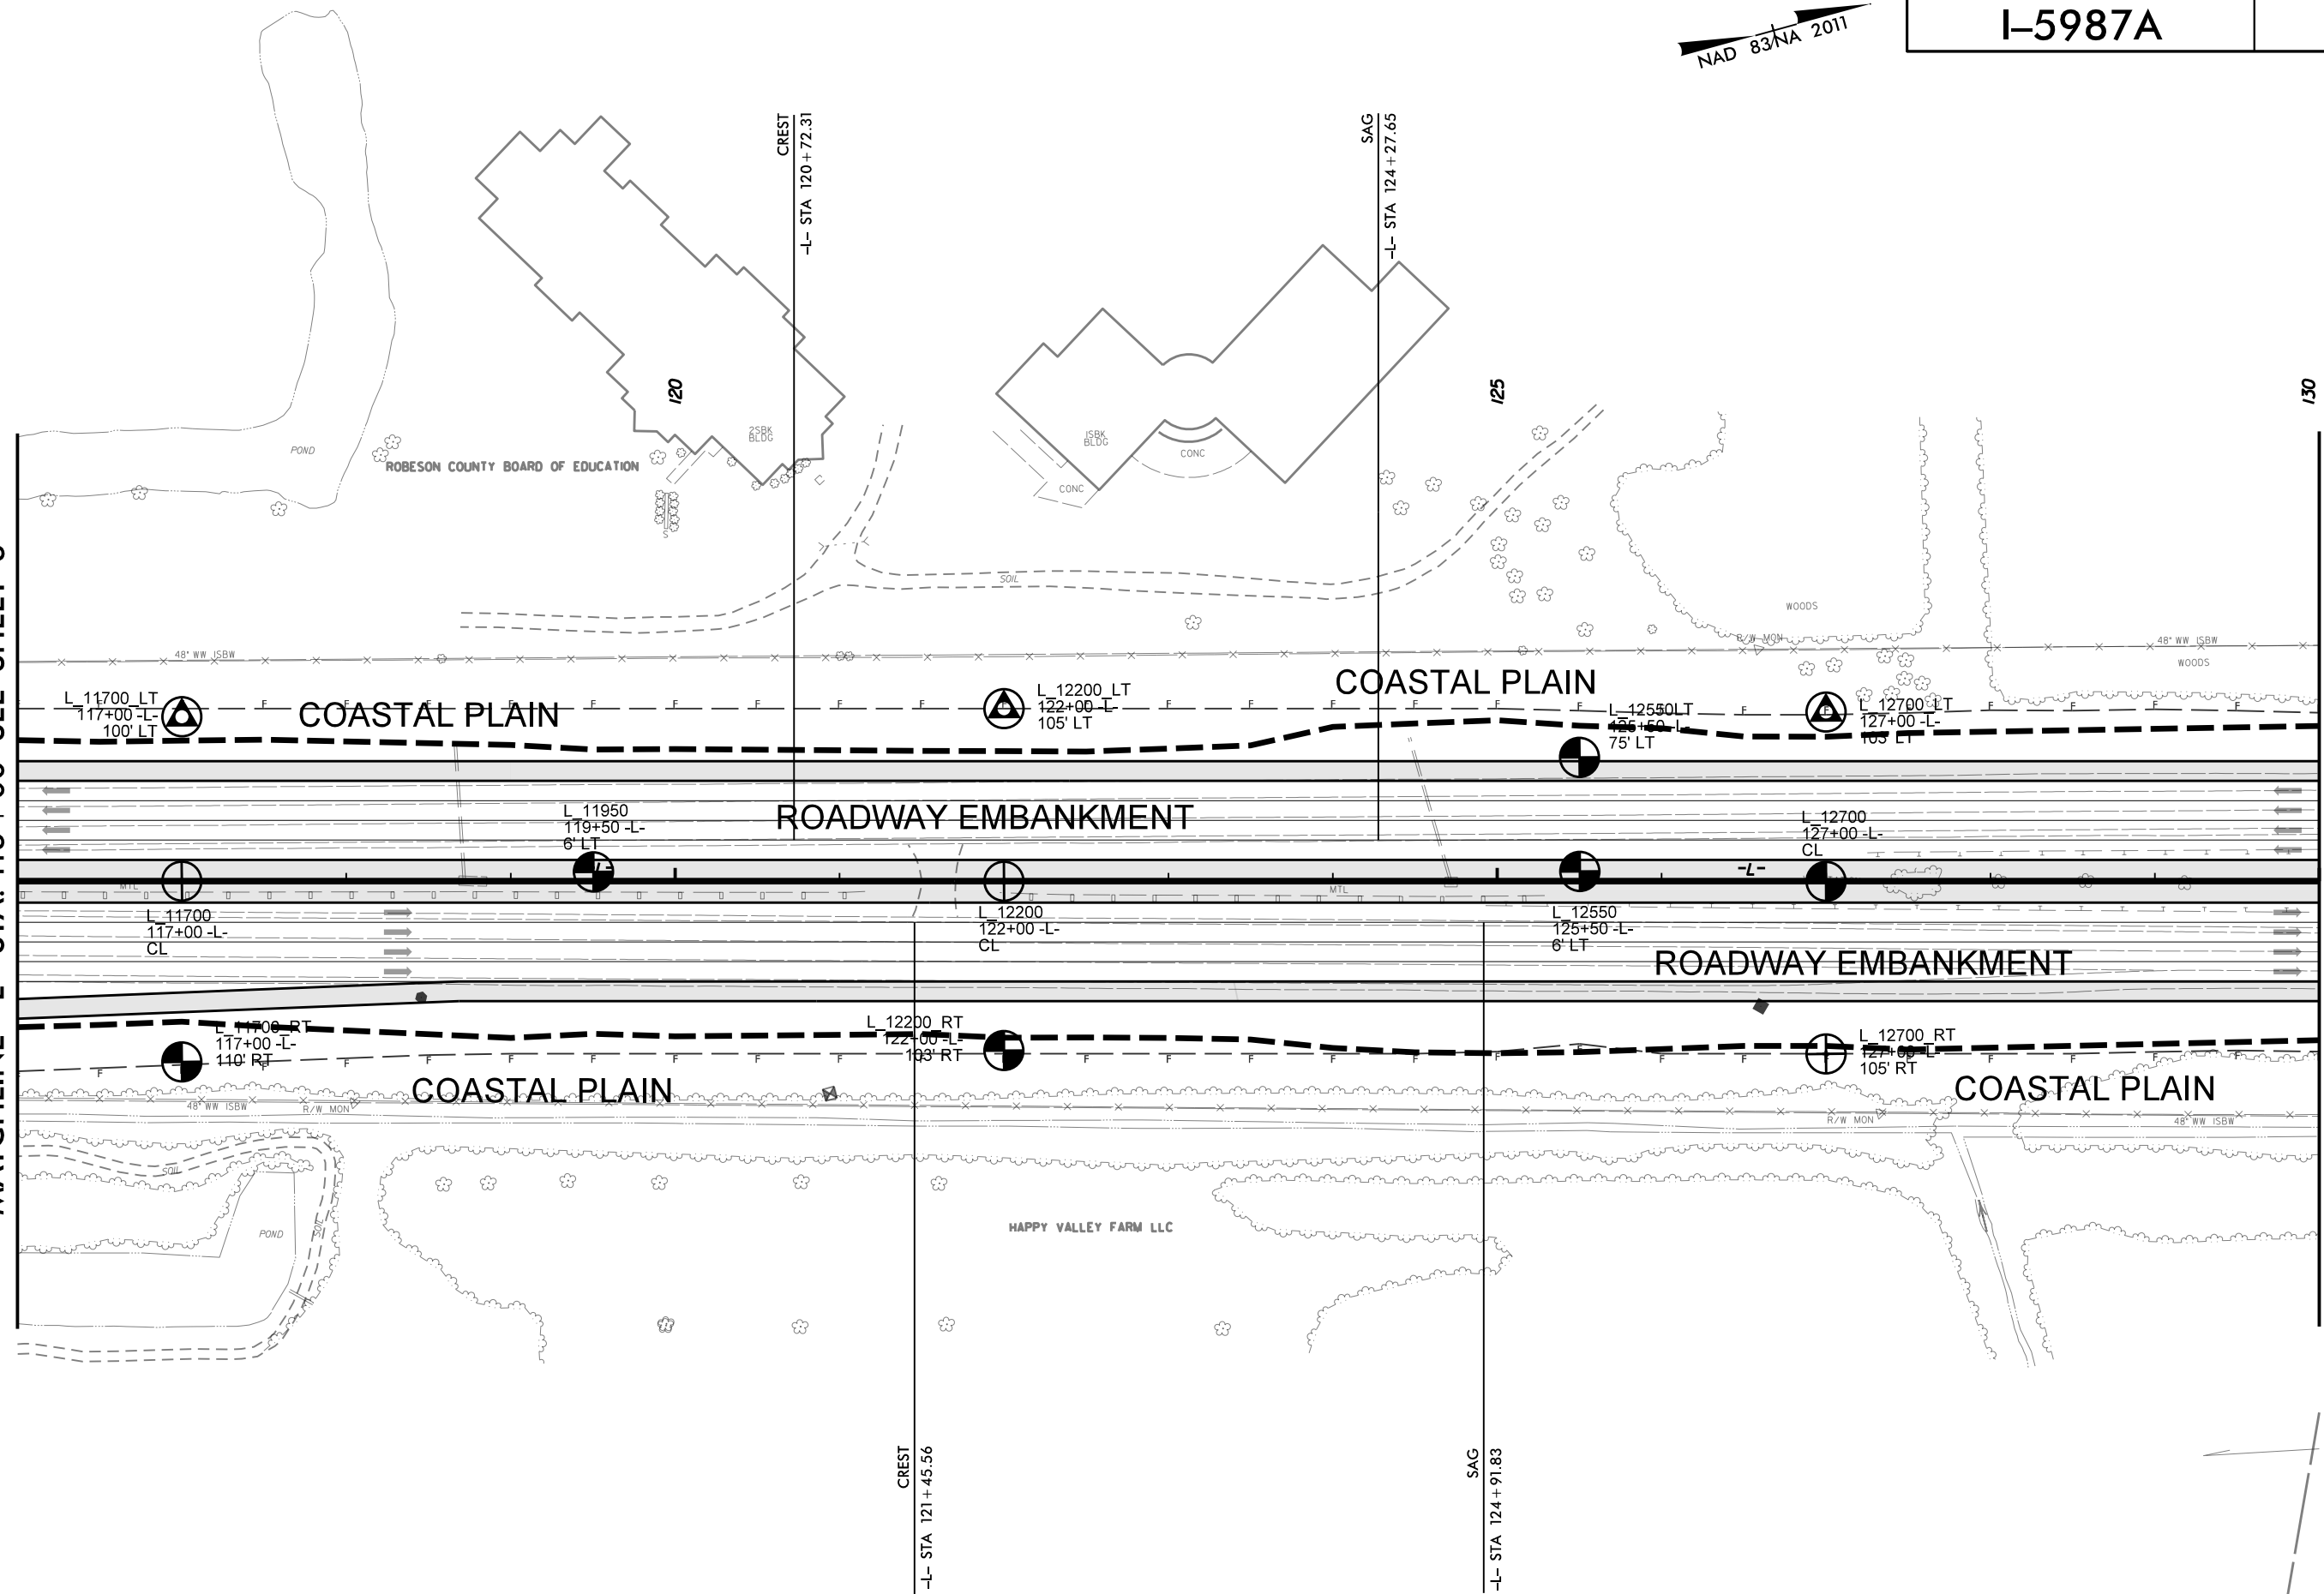 I–5987A
NAD 83/NA 2011
CREST
-L- STA 120+72.31
SAG
-L- STA 124+27.65
120
125
130
POND
ROBESON COUNTY BOARD OF EDUCATION
2SBK
BLDG
1SBK
BLDG
CONC
CONC
S
SOIL
WOODS
R/W MON
48" WW ISBW
48" WW ISBW
WOODS
L_11700_LT
117+00 -L-
100' LT
COASTAL PLAIN
L_12200_LT
122+00 -L-
105' LT
COASTAL PLAIN
L_12550LT
125+50 -L-
75' LT
L_12700_LT
127+00 -L-
103' LT
L_11950
119+50 -L-
6' LT
ROADWAY EMBANKMENT
L_12700
127+00 -L-
CL
-L-
-L-
MTL
MTL
L_11700
117+00 -L-
CL
L_12200
122+00 -L-
CL
L_12550
125+50 -L-
6' LT
ROADWAY EMBANKMENT
L_11700_RT
117+00 -L-
110' RT
L_12200_RT
122+00 -L-
103' RT
L_12700_RT
127+00 -L-
105' RT
COASTAL PLAIN
COASTAL PLAIN
48" WW ISBW
R/W MON
R/W MON
48" WW ISBW
SOIL
POND
SOIL
HAPPY VALLEY FARM LLC
CREST
-L- STA 121+45.56
SAG
-L- STA 124+91.83